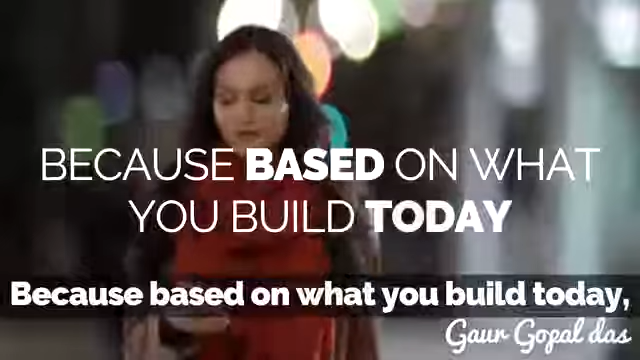 BECAUSE BASED ON WHAT
YOU BUILD TODAY
Because based on what you build today,
Gaur Gopal das